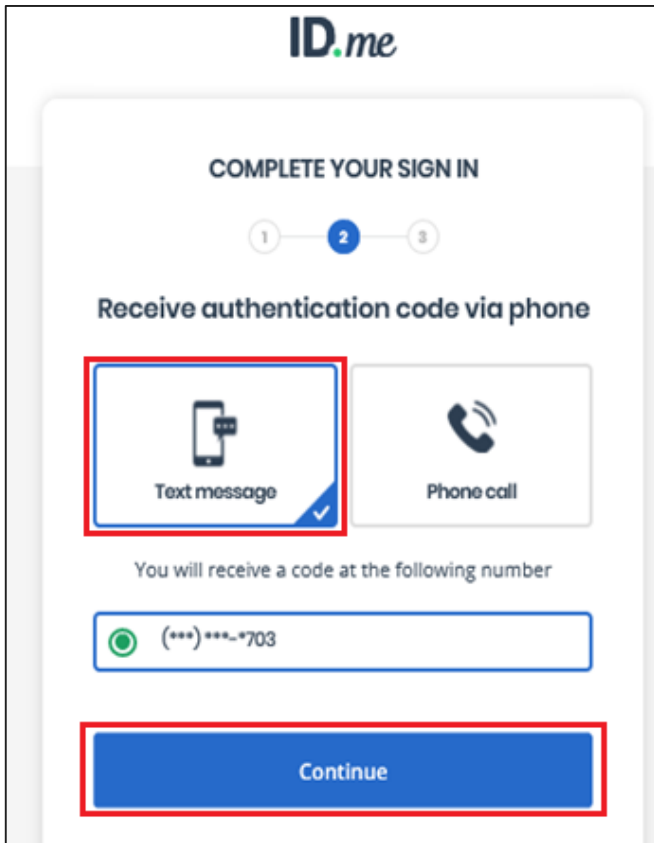 ID.me
COMPLETE YOUR SIGN IN
1 2 3
Receive authentication code via phone
Text message Phone call
You will receive a code at the following number
(***) ***-*703
Continue